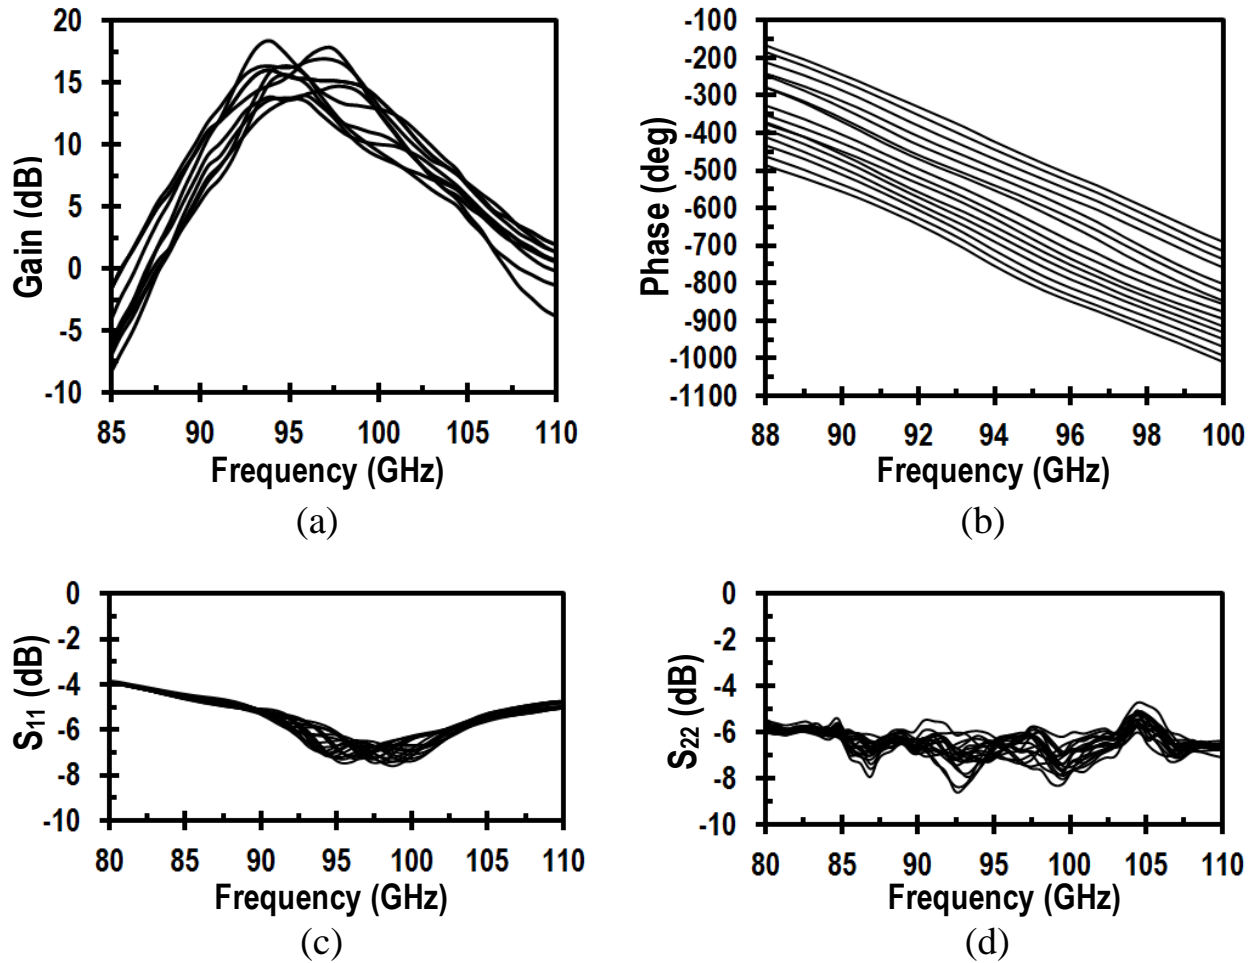 20
15
10
5
0
-5
-10
Gain (dB)
85 90 95 100 105 110
Frequency (GHz)
(a)
-100
-200
-300
-400
-500
-600
-700
-800
-900
-1000
-1100
Phase (deg)
88 90 92 94 96 98 100
Frequency (GHz)
(b)
0
-2
-4
-6
-8
-10
S11 (dB)
80 85 90 95 100 105 110
Frequency (GHz)
(c)
0
-2
-4
-6
-8
-10
S22 (dB)
80 85 90 95 100 105 110
Frequency (GHz)
(d)